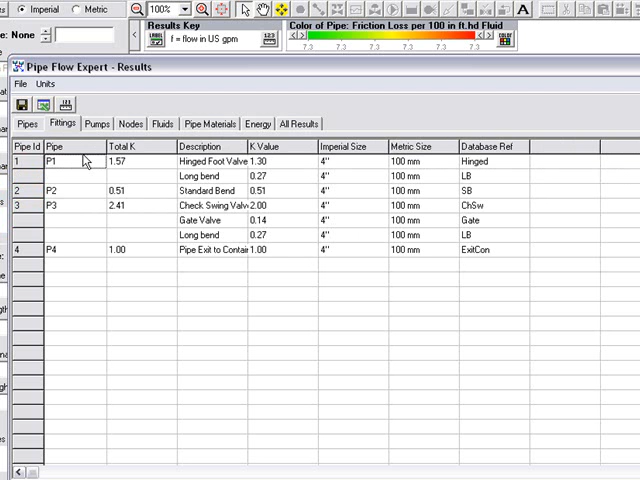 Imperial Metric 100% A
e: None Results Key Color of Pipe: Friction Loss per 100 in ft.hd Fluid
LABEL f = flow in US gpm 123 COLOR
7.3 7.3 7.3 7.3 7.3
Pipe Flow Expert - Results
File Units
Pipes Fittings Pumps Nodes Fluids Pipe Materials Energy All Results
Pipe Id Pipe Total K Description K Value Imperial Size Metric Size Database Ref
1 P1 1.57 Hinged Foot Valve 1.30 4'' 100 mm Hinged
Long bend 0.27 4'' 100 mm LB
2 P2 0.51 Standard Bend 0.51 4'' 100 mm SB
3 P3 2.41 Check Swing Valv 2.00 4'' 100 mm ChSw
Gate Valve 0.14 4'' 100 mm Gate
Long bend 0.27 4'' 100 mm LB
4 P4 1.00 Pipe Exit to Contain 1.00 4'' 100 mm ExitCon